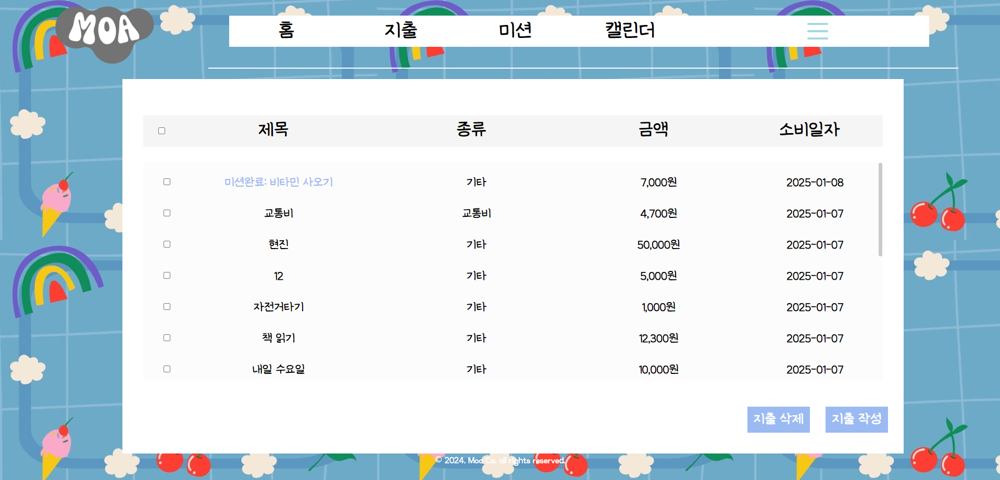 MOA
홈 지출 미션 캘린더
제목 종류 금액 소비일자
미션완료: 비타민 사오기 기타 7,000원 2025-01-08
교통비 교통비 4,700원 2025-01-07
현진 기타 50,000원 2025-01-07
12 기타 5,000원 2025-01-07
자전거타기 기타 1,000원 2025-01-07
책 읽기 기타 12,300원 2025-01-07
내일 수요일 기타 10,000원 2025-01-07
지출 삭제 지출 작성
© 2024. Moa Co. all rights reserved.